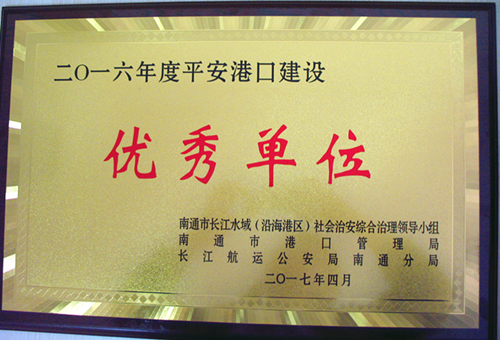 二〇一六年度平安港口建设
优秀单位
南通市长江水域（沿海港区）社会治安综合治理领导小组
南通市港口管理局
长江航运公安局南通分局
二〇一七年四月